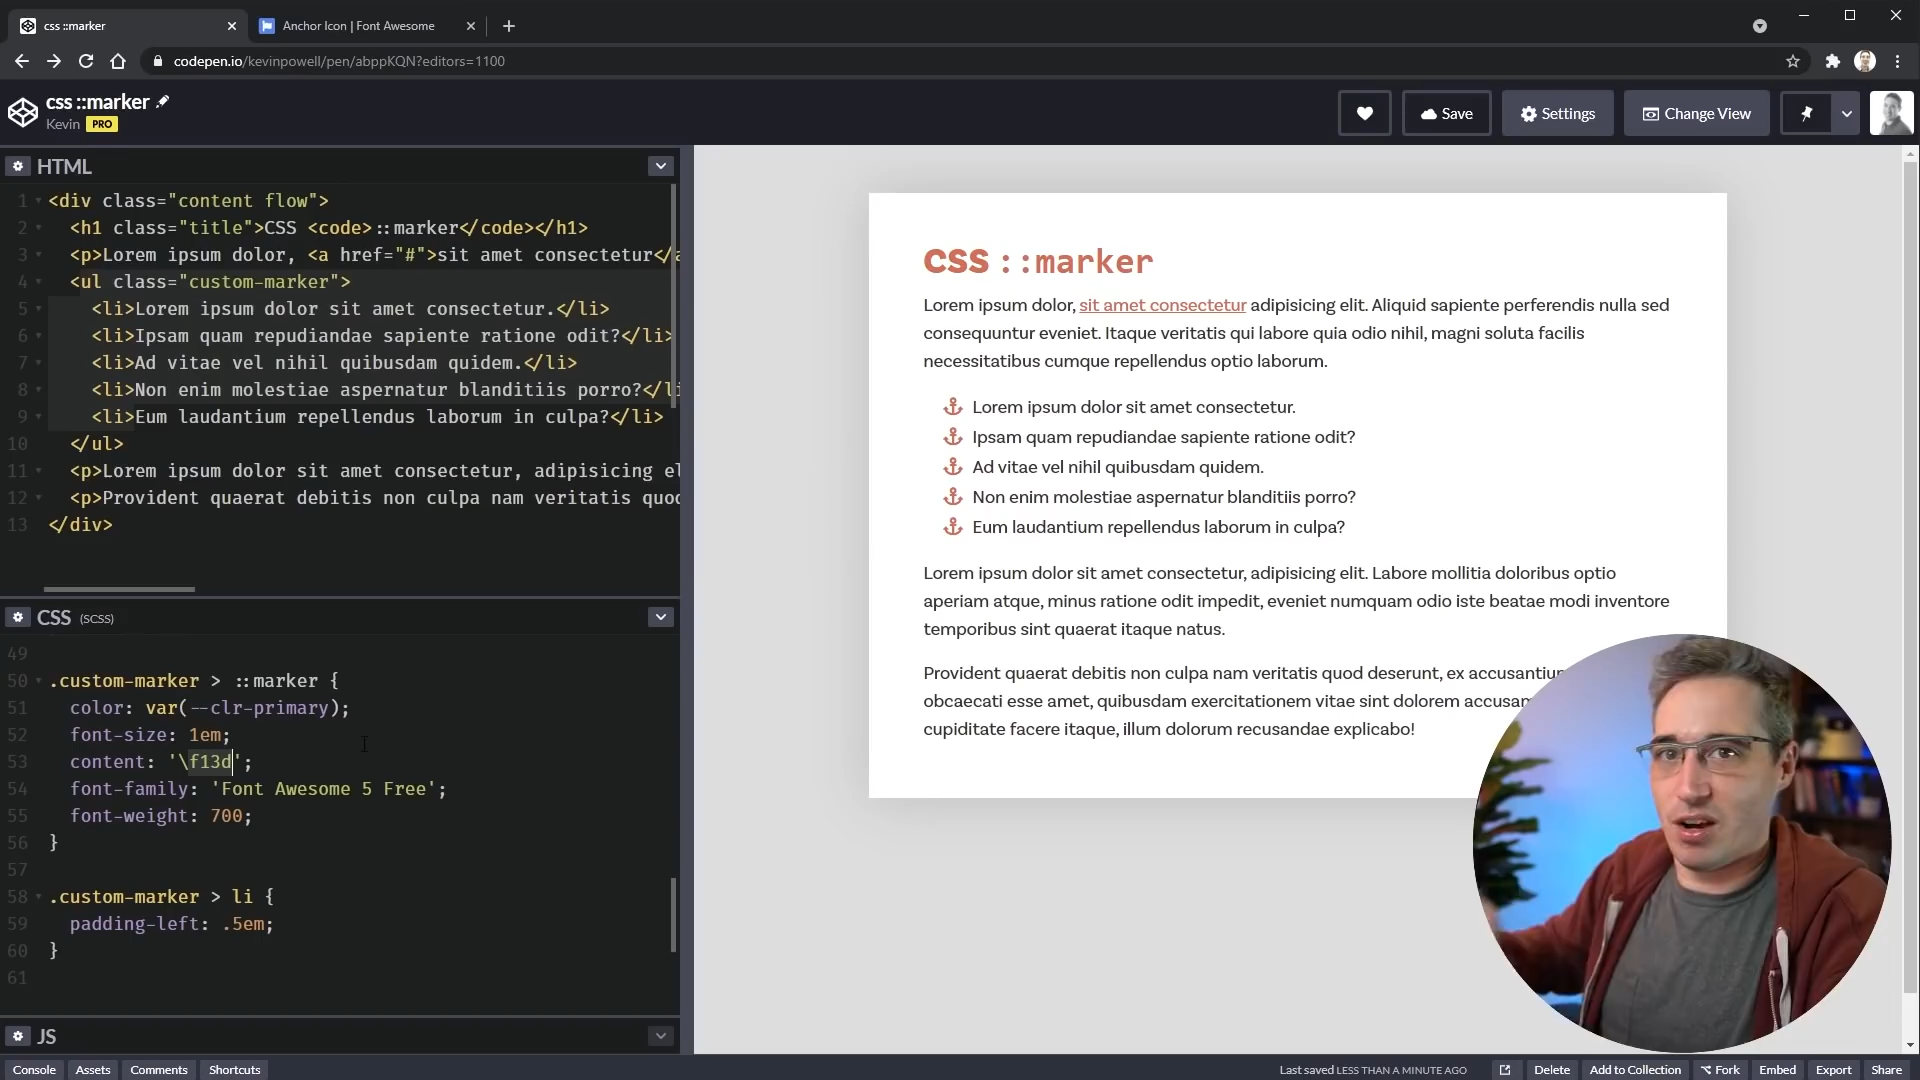 css ::marker
Anchor Icon | Font Awesome
codepen.io/kevinpowell/pen/abppKQN?editors=1100
css ::marker
Kevin PRO
Save
Settings
Change View
HTML
1 <div class="content flow">
2 <h1 class="title">CSS <code>::marker</code></h1>
3 <p>Lorem ipsum dolor, <a href="#">sit amet consectetur</a
4 <ul class="custom-marker">
5 <li>Lorem ipsum dolor sit amet consectetur.</li>
6 <li>Ipsam quam repudiandae sapiente ratione odit?</li>
7 <li>Ad vitae vel nihil quibusdam quidem.</li>
8 <li>Non enim molestiae aspernatur blanditiis porro?</li
9 <li>Eum laudantium repellendus laborum in culpa?</li>
10 </ul>
11 <p>Lorem ipsum dolor sit amet consectetur, adipisicing el
12 <p>Provident quaerat debitis non culpa nam veritatis quod
13 </div>
CSS (SCSS)
49
50 .custom-marker > ::marker {
51 color: var(--clr-primary);
52 font-size: 1em;
53 content: '\f13d';
54 font-family: 'Font Awesome 5 Free';
55 font-weight: 700;
56 }
57
58 .custom-marker > li {
59 padding-left: .5em;
60 }
61
JS
CSS ::marker
Lorem ipsum dolor, sit amet consectetur adipisicing elit. Aliquid sapiente perferendis nulla sed
consequuntur eveniet. Itaque veritatis qui labore quia odio nihil, magni soluta facilis
necessitatibus cumque repellendus optio laborum.
Lorem ipsum dolor sit amet consectetur.
Ipsam quam repudiandae sapiente ratione odit?
Ad vitae vel nihil quibusdam quidem.
Non enim molestiae aspernatur blanditiis porro?
Eum laudantium repellendus laborum in culpa?
Lorem ipsum dolor sit amet consectetur, adipisicing elit. Labore mollitia doloribus optio
aperiam atque, minus ratione odit impedit, eveniet numquam odio iste beatae modi inventore
temporibus sint quaerat itaque natus.
Provident quaerat debitis non culpa nam veritatis quod deserunt, ex accusantiu
obcaecati esse amet, quibusdam exercitationem vitae sint dolorem accusam
cupiditate facere itaque, illum dolorum recusandae explicabo!
Console
Assets
Comments
Shortcuts
Last saved LESS THAN A MINUTE AGO
Delete
Add to Collection
Fork
Embed
Export
Share